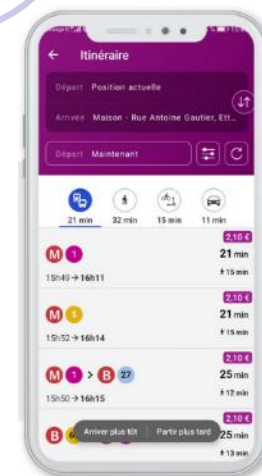 Itinéraire
Départ Position actuelle
Arrivée Maison - Rue Antoine Gautier, Ett...
Départ Maintenant
21 min 32 min 15 min 11 min
2,10 €
M 1 21 min
15h49 → 16h11 15 min
2,10 €
M 5 21 min
15h52 → 16h14 15 min
2,10 €
M 1 > B 27 25 min
15h50 → 16h15 12 min
2,10 €
B 25 min
Arriver plus tôt Partir plus tard
13 min